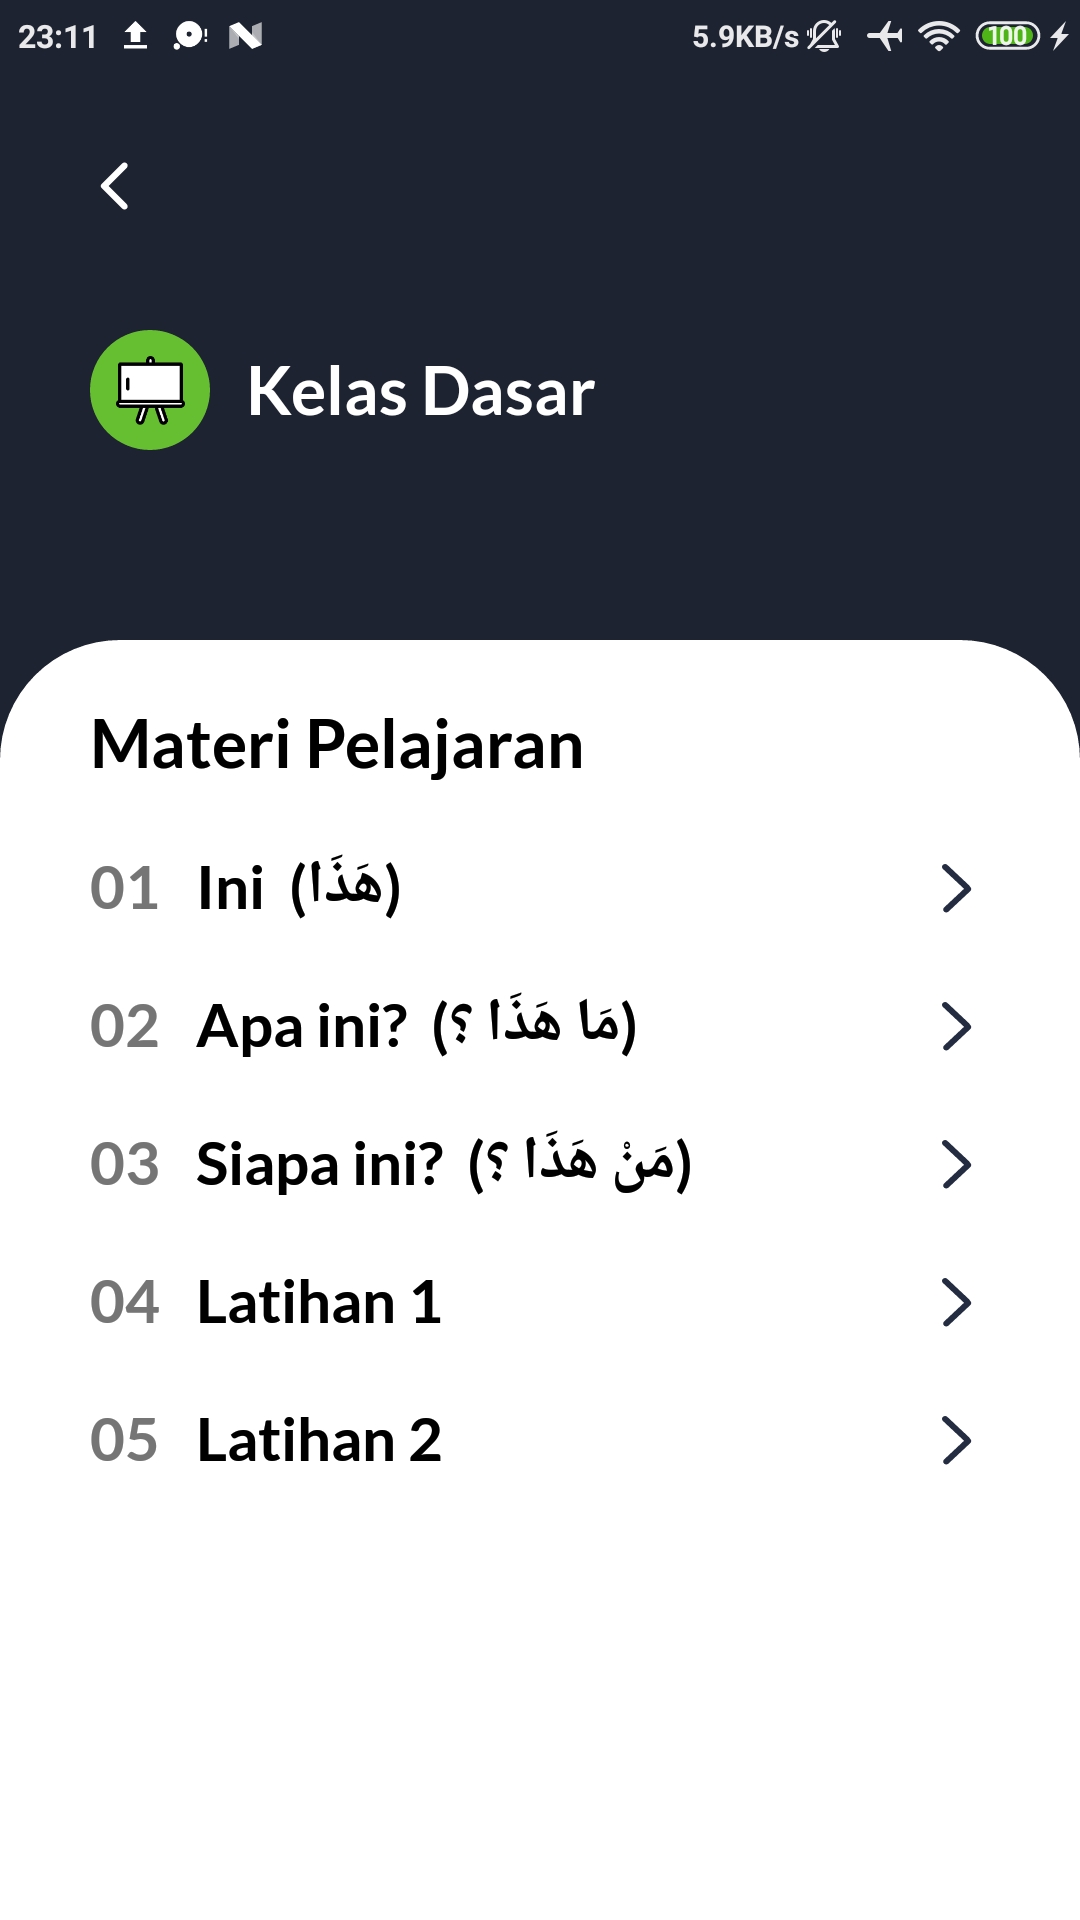 23:11 5.9KB/s 100
Kelas Dasar
Materi Pelajaran
01 Ini (هَذَا)
02 Apa ini? (مَا هَذَا ؟)
03 Siapa ini? (مَنْ هَذَا ؟)
04 Latihan 1
05 Latihan 2